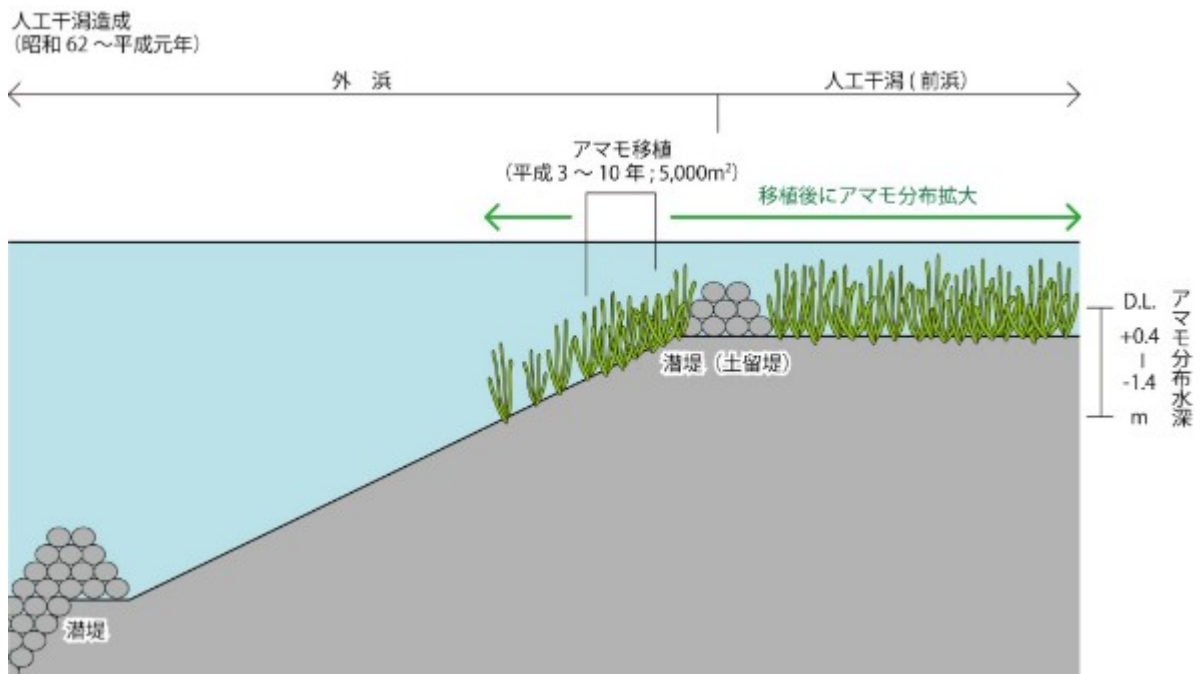 人工干潟造成
（昭和 62 ～平成元年）
外　浜
人工干潟 ( 前浜）
アマモ移植
（平成 3 ～ 10 年 ; 5,000m²）
移植後にアマモ分布拡大
D.L.
+0.4
|
-1.4
m
アマモ分布水深
潜堤（土留堤）
潜堤